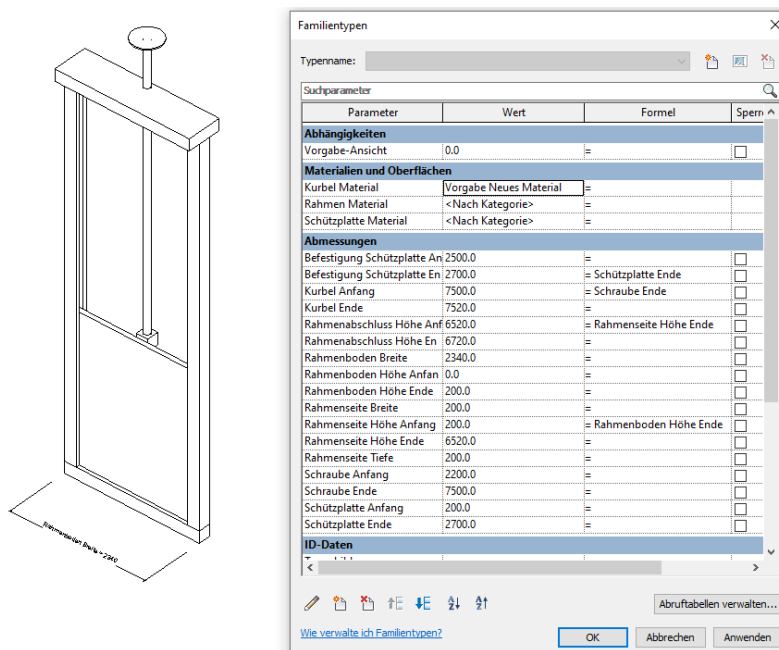 Familientypen
Typenname:
Suchparameter
Parameter Wert Formel Sperr
Abhängigkeiten
Vorgabe-Ansicht 0.0 =
Materialien und Oberflächen
Kurbel Material Vorgabe Neues Material =
Rahmen Material <Nach Kategorie> =
Schützplatte Material <Nach Kategorie> =
Abmessungen
Befestigung Schützplatte An 2500.0 =
Befestigung Schützplatte En 2700.0 = Schützplatte Ende
Kurbel Anfang 7500.0 = Schraube Ende
Kurbel Ende 7520.0 =
Rahmenabschluss Höhe Anf 6520.0 = Rahmenseite Höhe Ende
Rahmenabschluss Höhe En 6720.0 =
Rahmenboden Breite 2340.0 =
Rahmenboden Höhe Anfan 0.0 =
Rahmenboden Höhe Ende 200.0 =
Rahmenseite Breite 200.0 =
Rahmenseite Höhe Anfang 200.0 = Rahmenboden Höhe Ende
Rahmenseite Höhe Ende 6520.0 =
Rahmenseite Tiefe 200.0 =
Schraube Anfang 2200.0 =
Schraube Ende 7500.0 =
Schützplatte Anfang 200.0 =
Schützplatte Ende 2700.0 =
ID-Daten
Abruftabellen verwalten...
Wie verwalte ich Familientypen?
OK Abbrechen Anwenden
Rahmenboden Breite = 2340